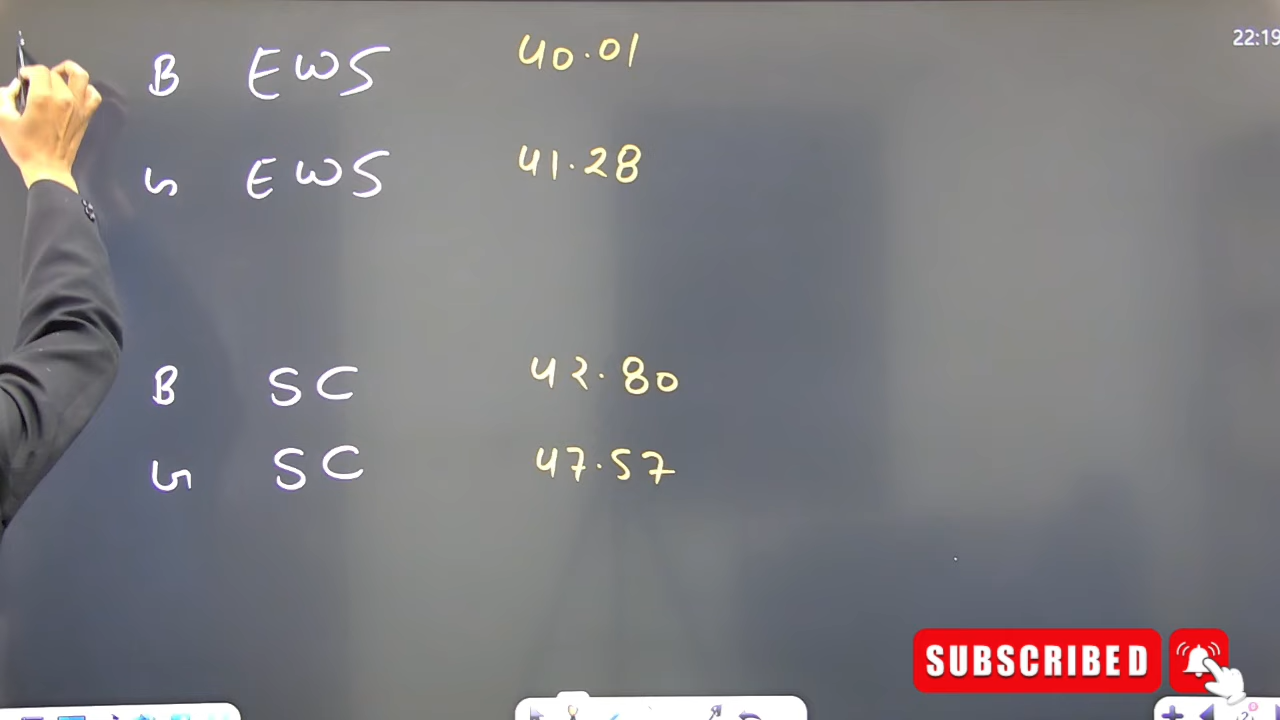 22:19
B EWS 40.01
G EWS 41.28
B SC 42.80
G SC 47.57
SUBSCRIBED